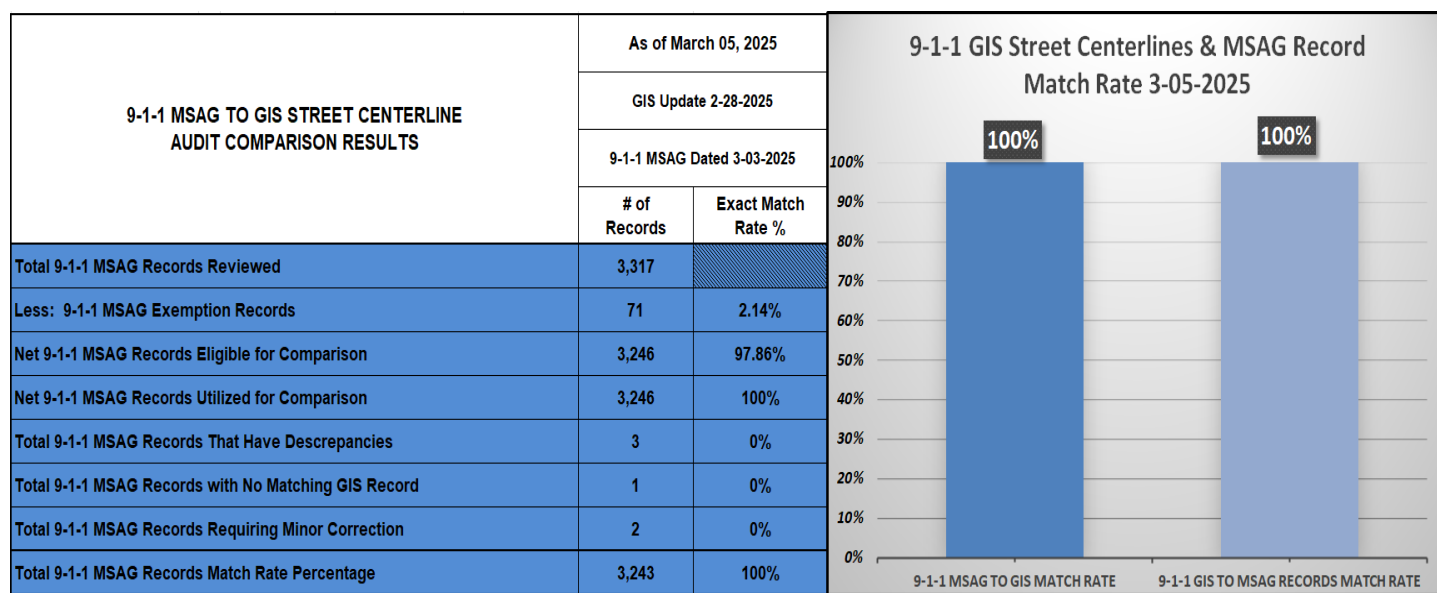 9-1-1 MSAG TO GIS STREET CENTERLINE
AUDIT COMPARISON RESULTS
As of March 05, 2025
GIS Update 2-28-2025
9-1-1 MSAG Dated 3-03-2025
# of
Records
Exact Match
Rate %
Total 9-1-1 MSAG Records Reviewed 3,317
Less: 9-1-1 MSAG Exemption Records 71 2.14%
Net 9-1-1 MSAG Records Eligible for Comparison 3,246 97.86%
Net 9-1-1 MSAG Records Utilized for Comparison 3,246 100%
Total 9-1-1 MSAG Records That Have Descrepancies 3 0%
Total 9-1-1 MSAG Records with No Matching GIS Record 1 0%
Total 9-1-1 MSAG Records Requiring Minor Correction 2 0%
Total 9-1-1 MSAG Records Match Rate Percentage 3,243 100%
9-1-1 GIS Street Centerlines & MSAG Record
Match Rate 3-05-2025
100% 100%
100%
90%
80%
70%
60%
50%
40%
30%
20%
10%
0%
9-1-1 MSAG TO GIS MATCH RATE 9-1-1 GIS TO MSAG RECORDS MATCH RATE